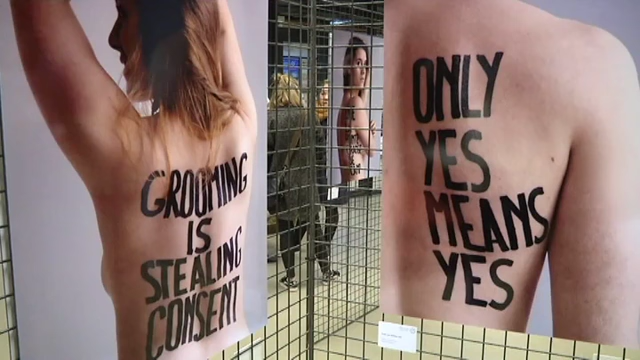 GROOMING
IS
STEALING
CONSENT
ONLY
YES
MEANS
YES